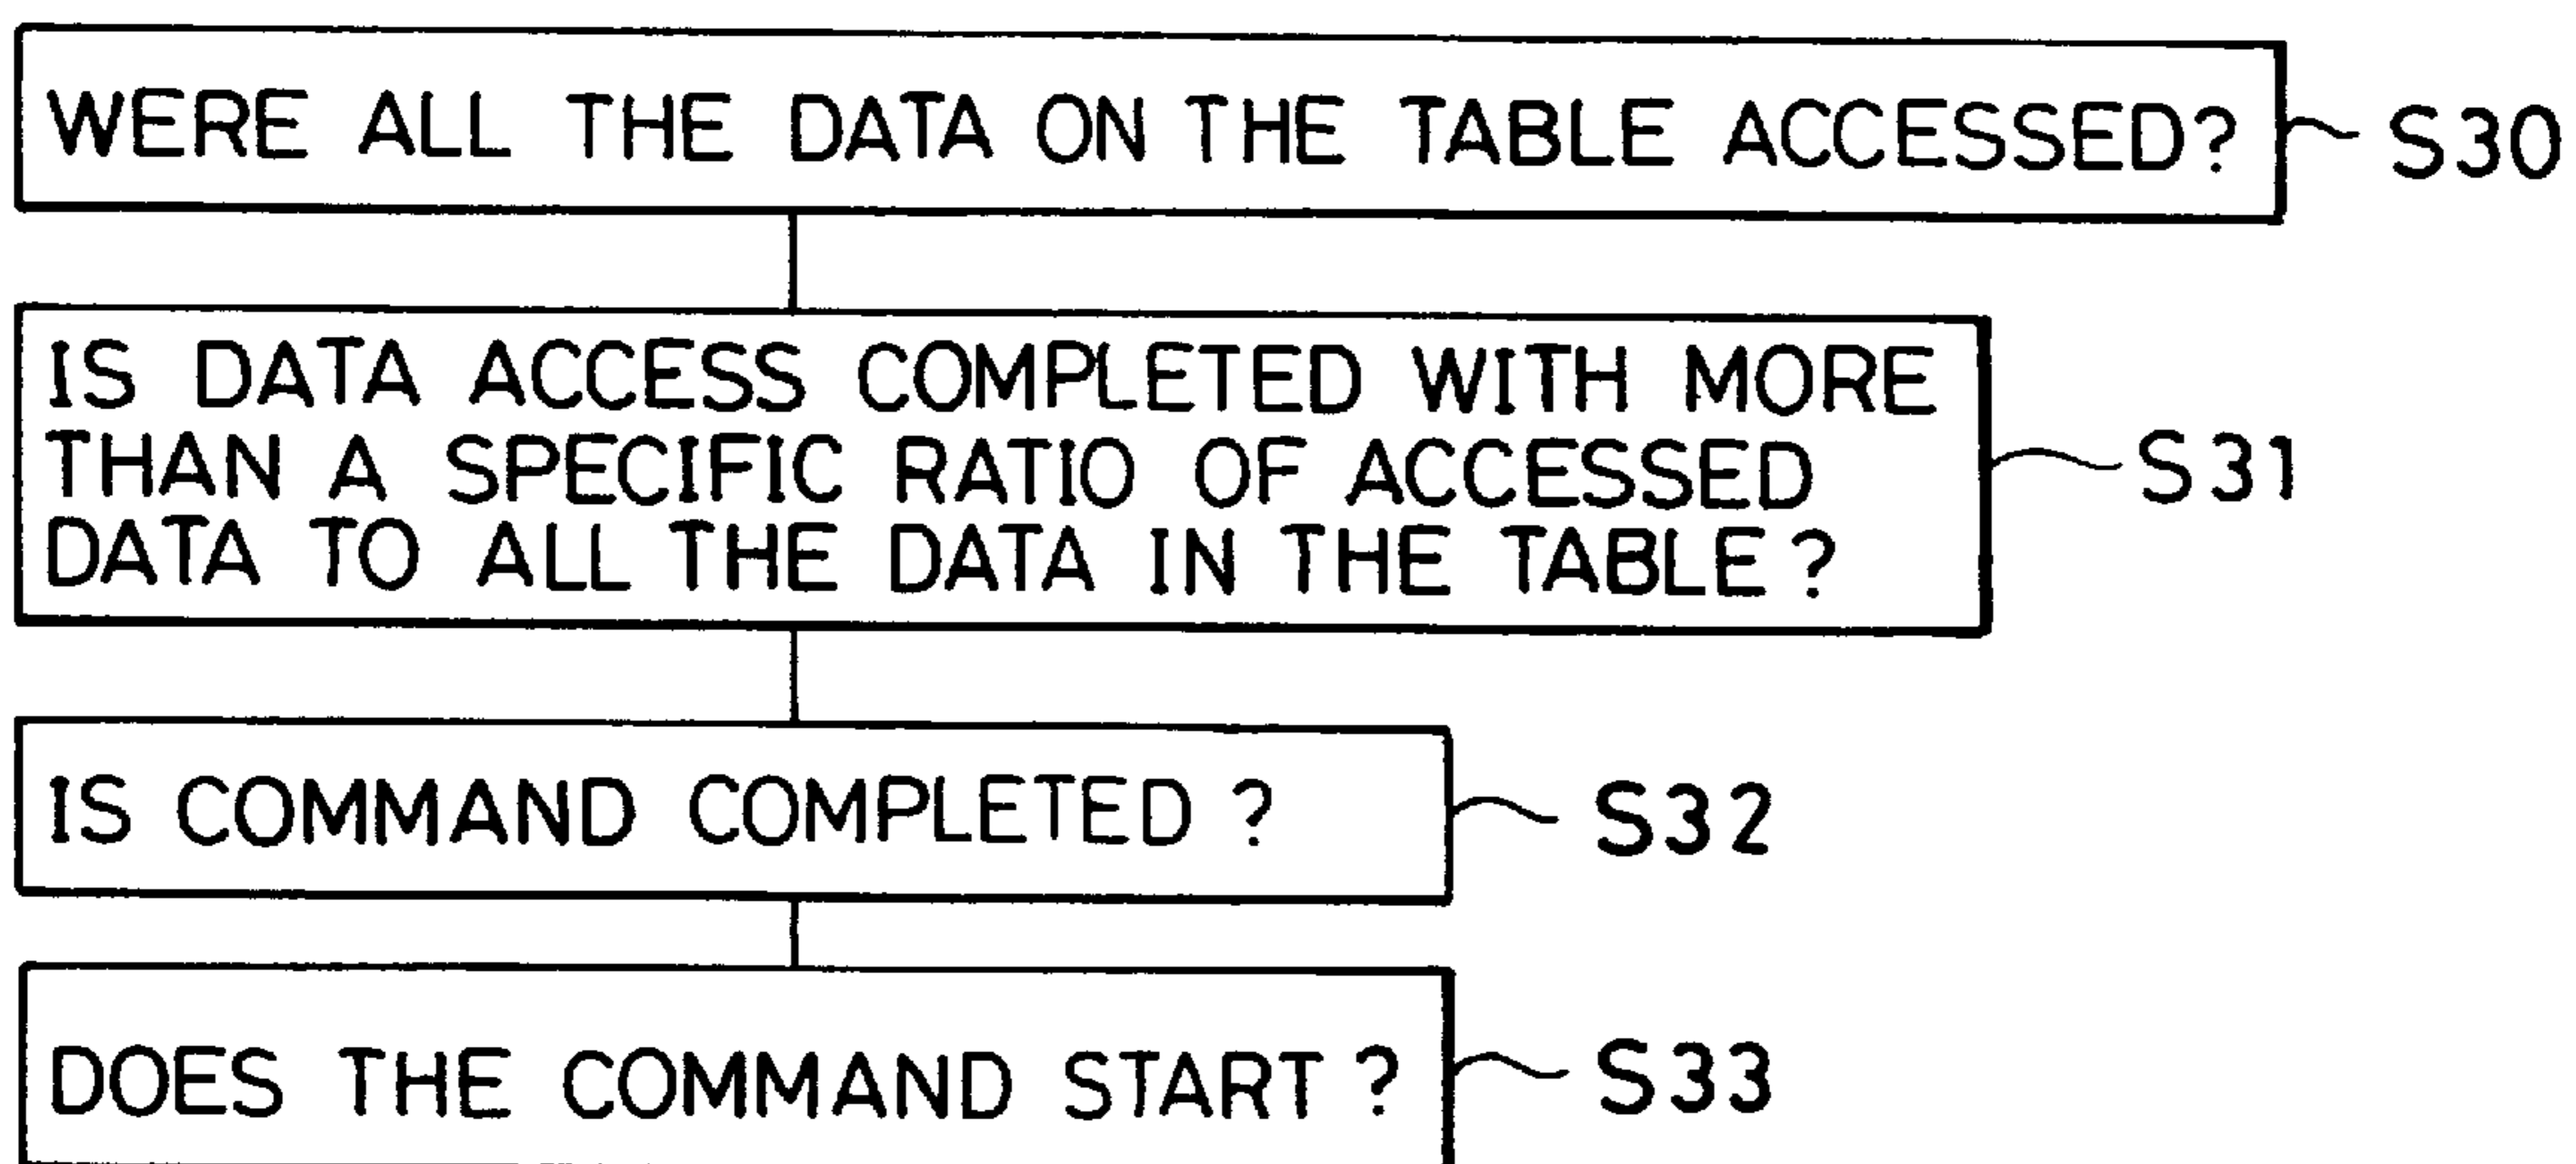 WERE ALL THE DATA ON THE TABLE ACCESSED? S30
IS DATA ACCESS COMPLETED WITH MORE
THAN A SPECIFIC RATIO OF ACCESSED S31
DATA TO ALL THE DATA IN THE TABLE?
IS COMMAND COMPLETED ? S32
DOES THE COMMAND START ? S33